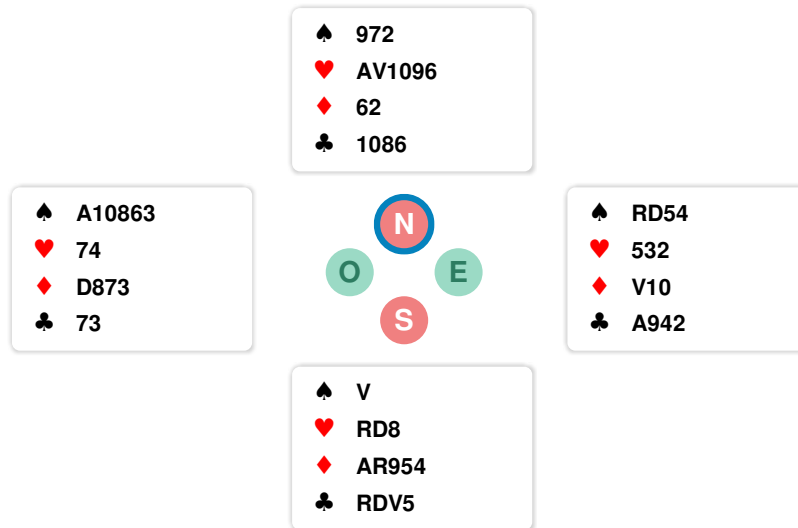 ♠ 972
♥ AV1096
♦ 62
♣ 1086
♠ A10863
♥ 74
♦ D873
♣ 73
N
O E
S
♠ RD54
♥ 532
♦ V10
♣ A942
♠ V
♥ RD8
♦ AR954
♣ RDV5